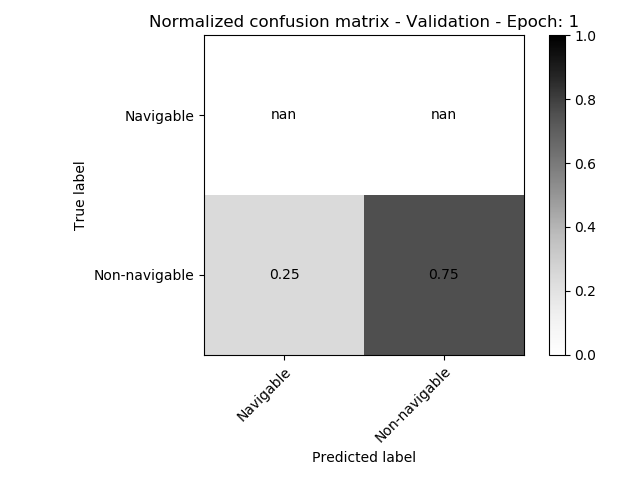 Normalized confusion matrix - Validation - Epoch: 1
1.0
Navigable
nan
nan
0.8
0.6
True label
0.4
Non-navigable
0.25
0.75
0.2
0.0
Navigable
Non-navigable
Predicted label